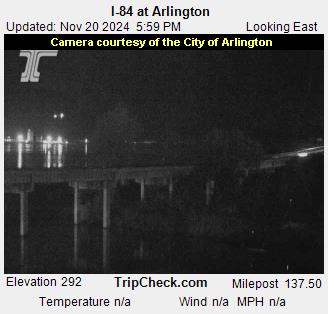 I-84 at Arlington
Updated: Nov 20 2024 5:59 PM Looking East
Camera courtesy of the City of Arlington
Elevation 292 TripCheck.com Milepost 137.50
Temperature n/a Wind n/a MPH n/a